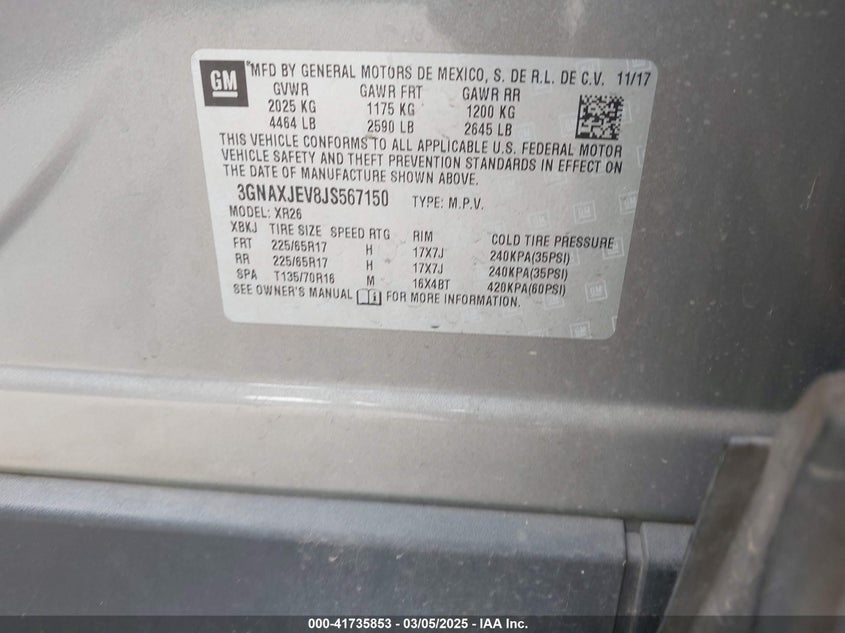 GM
*MFD BY GENERAL MOTORS DE MEXICO, S. DE R.L. DE C.V. 11/17
GVWR GAWR FRT GAWR RR
2025 KG 1175 KG 1200 KG
4464 LB 2590 LB 2645 LB
THIS VEHICLE CONFORMS TO ALL APPLICABLE U.S. FEDERAL MOTOR
VEHICLE SAFETY AND THEFT PREVENTION STANDARDS IN EFFECT ON
THE DATE OF MANUFACTURE SHOWN ABOVE.
3GNAXJEV8JS567150 TYPE: M.P.V.
MODEL: XR26
XBKJ TIRE SIZE SPEED RTG RIM COLD TIRE PRESSURE
FRT 225/65R17 H 17X7J 240KPA(35PSI)
RR 225/65R17 H 17X7J 240KPA(35PSI)
SPA T135/70R16 M 16X4BT 420KPA(60PSI)
SEE OWNER'S MANUAL FOR MORE INFORMATION.
000-41735853 - 03/05/2025 - IAA Inc.